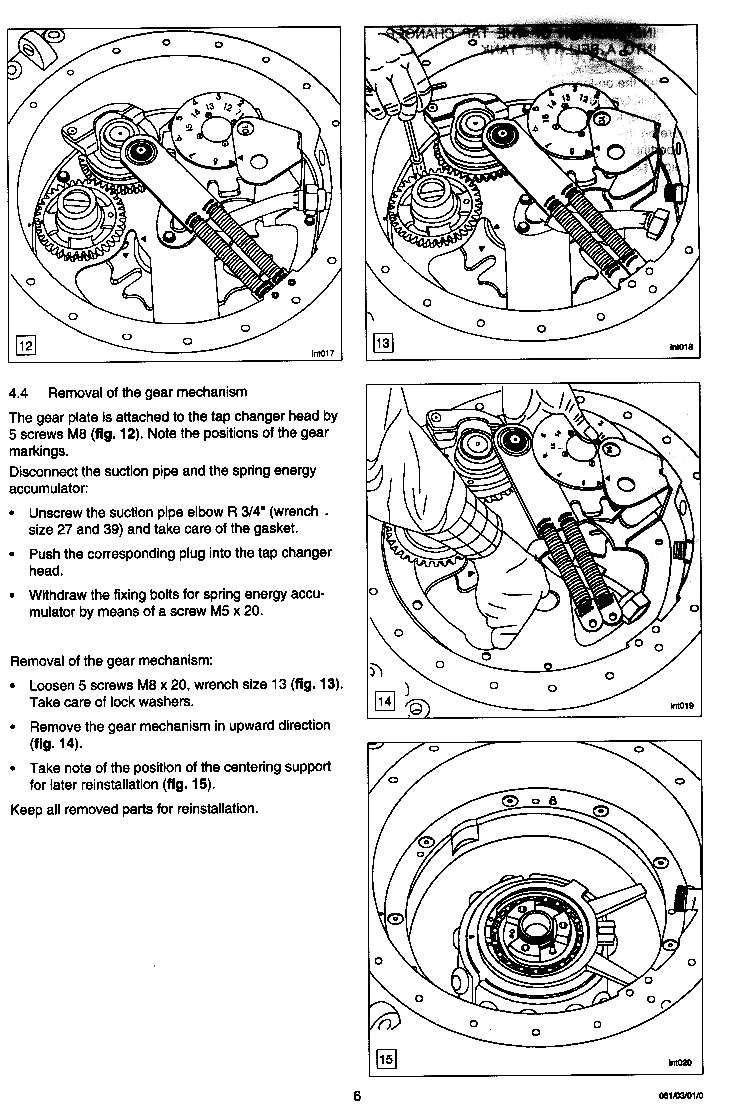 12
Int017
13
Int018
4.4 Removal of the gear mechanism
The gear plate is attached to the tap changer head by
5 screws M8 (fig. 12). Note the positions of the gear
markings.
Disconnect the suction pipe and the spring energy
accumulator:
• Unscrew the suction pipe elbow R 3/4" (wrench -
size 27 and 39) and take care of the gasket.
• Push the corresponding plug into the tap changer
head.
• Withdraw the fixing bolts for spring energy accu-
mulator by means of a screw M5 x 20.
Removal of the gear mechanism:
• Loosen 5 screws M8 x 20, wrench size 13 (fig. 13).
Take care of lock washers.
• Remove the gear mechanism in upward direction
(fig. 14).
• Take note of the position of the centering support
for later reinstallation (fig. 15).
Keep all removed parts for reinstallation.
14
Int019
15
Int020
6
061/03/01/0